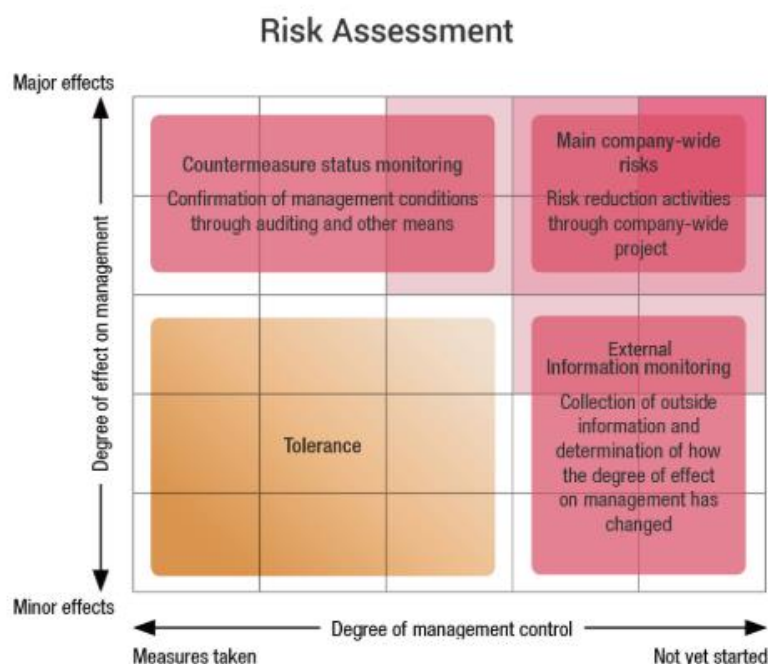 Risk Assessment
Major effects
Countermeasure status monitoring
Confirmation of management conditions
through auditing and other means
Main company-wide
risks
Risk reduction activities
through company-wide
project
Degree of effect on management
Tolerance
External
Information monitoring
Collection of outside
information and
determination of how
the degree of effect
on management has
changed
Minor effects
Degree of management control
Measures taken
Not yet started